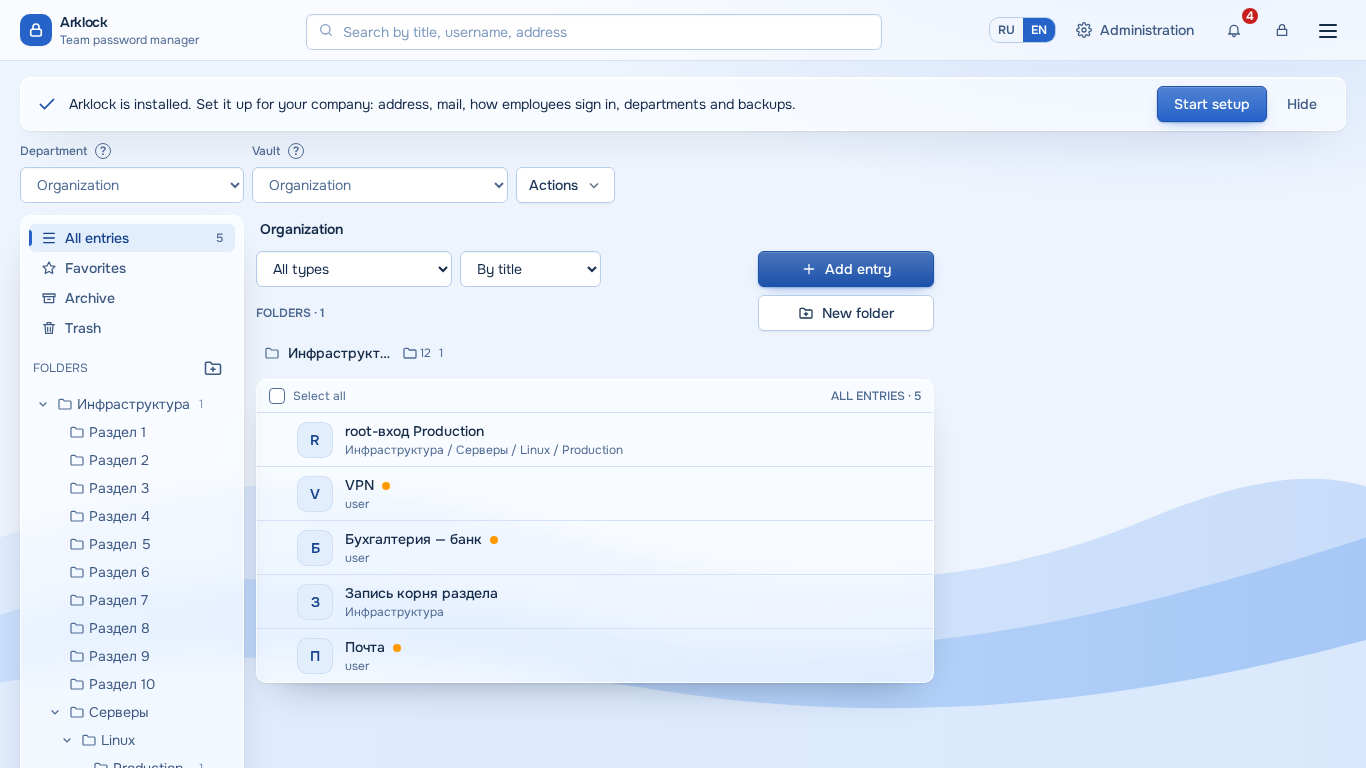 Arklock
Team password manager
Search by title, username, address
RU EN
Administration
4
Arklock is installed. Set it up for your company: address, mail, how employees sign in, departments and backups.
Start setup
Hide
Department ?
Vault ?
Organization
Organization
Actions
All entries 5
Favorites
Archive
Trash
FOLDERS
Инфраструктура 1
Раздел 1
Раздел 2
Раздел 3
Раздел 4
Раздел 5
Раздел 6
Раздел 7
Раздел 8
Раздел 9
Раздел 10
Серверы
Linux
Production 1
Organization
All types
By title
Add entry
FOLDERS · 1
New folder
Инфраструкт... 12 1
Select all
ALL ENTRIES · 5
R
root-вход Production
Инфраструктура / Серверы / Linux / Production
V
VPN
user
Б
Бухгалтерия — банк
user
З
Запись корня раздела
Инфраструктура
П
Почта
user